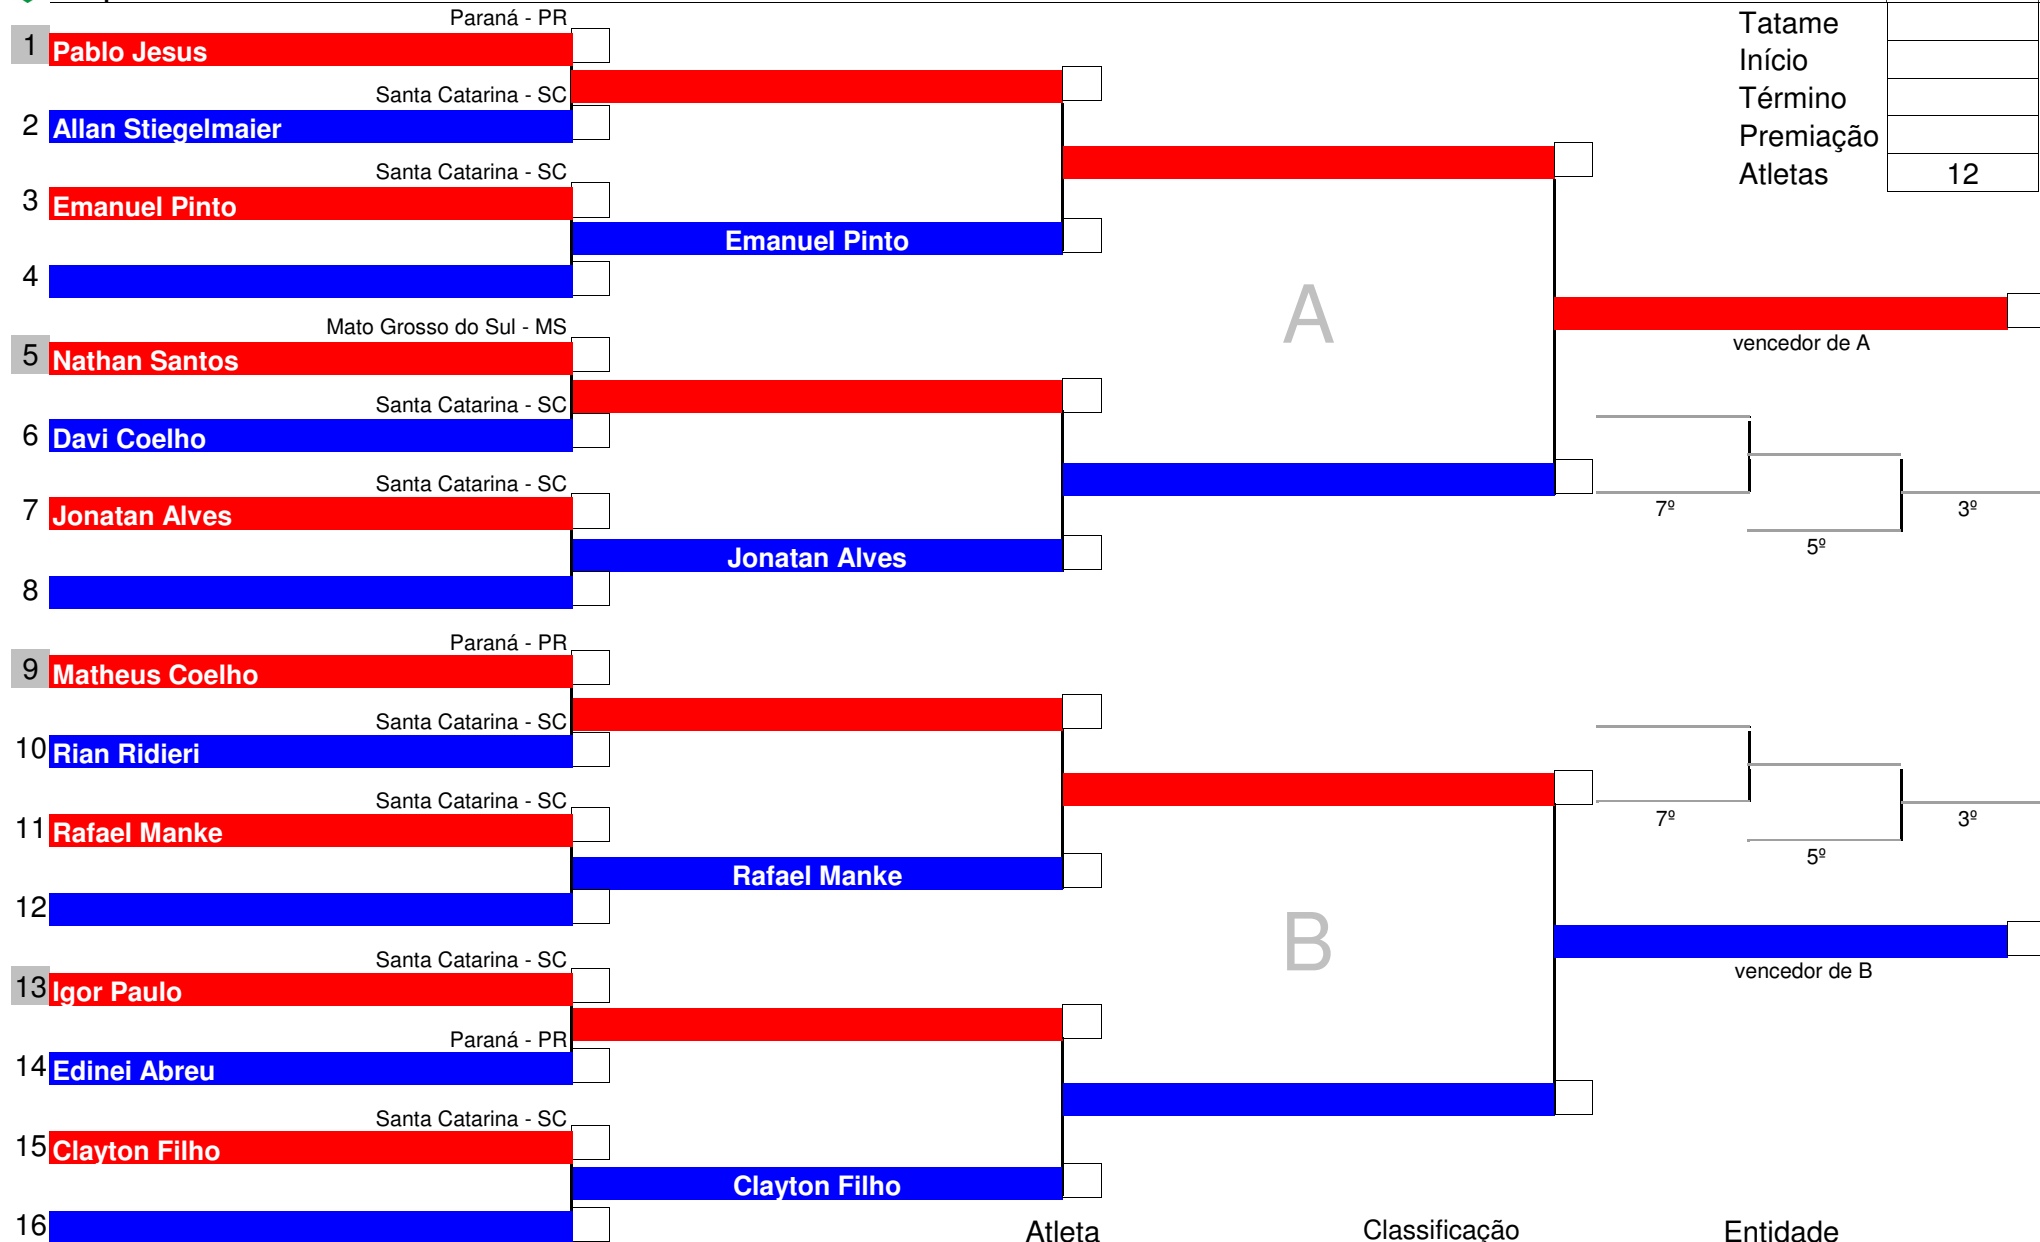 Paraná - PR
1 Pablo Jesus
Santa Catarina - SC
2 Allan Stiegelmaier
Santa Catarina - SC
3 Emanuel Pinto
Emanuel Pinto
4
Mato Grosso do Sul - MS
5 Nathan Santos
Santa Catarina - SC
6 Davi Coelho
Santa Catarina - SC
7 Jonatan Alves
Jonatan Alves
8
Paraná - PR
9 Matheus Coelho
Santa Catarina - SC
10 Rian Ridieri
Santa Catarina - SC
11 Rafael Manke
Rafael Manke
12
Santa Catarina - SC
13 Igor Paulo
Paraná - PR
14 Edinei Abreu
Santa Catarina - SC
15 Clayton Filho
Clayton Filho
16
A
B
Tatame
Início
Término
Premiação
Atletas 12
vencedor de A
7º
3º
5º
7º
3º
5º
vencedor de B
Atleta Classificação Entidade